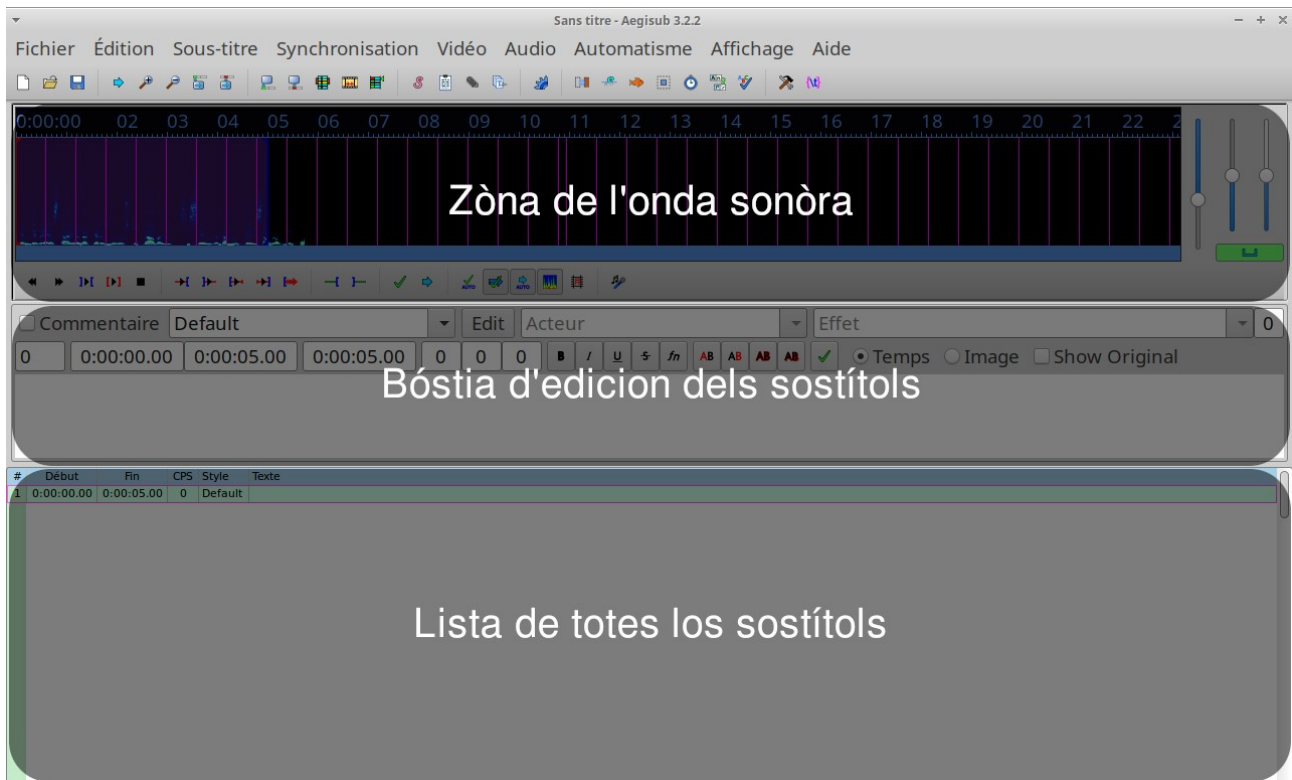 Sans titre - Aegisub 3.2.2
Fichier Édition Sous-titre Synchronisation Vidéo Audio Automatisme Affichage Aide
0:00:00 02 03 04 05 06 07 08 09 10 11 12 13 14 15 16 17 18 19 20 21 22 2
Zòna de l'onda sonòra
Commentaire Default Edit Acteur Effet 0
0 0:00:00.00 0:00:05.00 0:00:05.00 0 0 0 B I U S fn AB AB AB AB Temps Image Show Original
Bóstia d'edicion dels sostítols
# Début Fin CPS Style Texte
1 0:00:00.00 0:00:05.00 0 Default
Lista de totes los sostítols